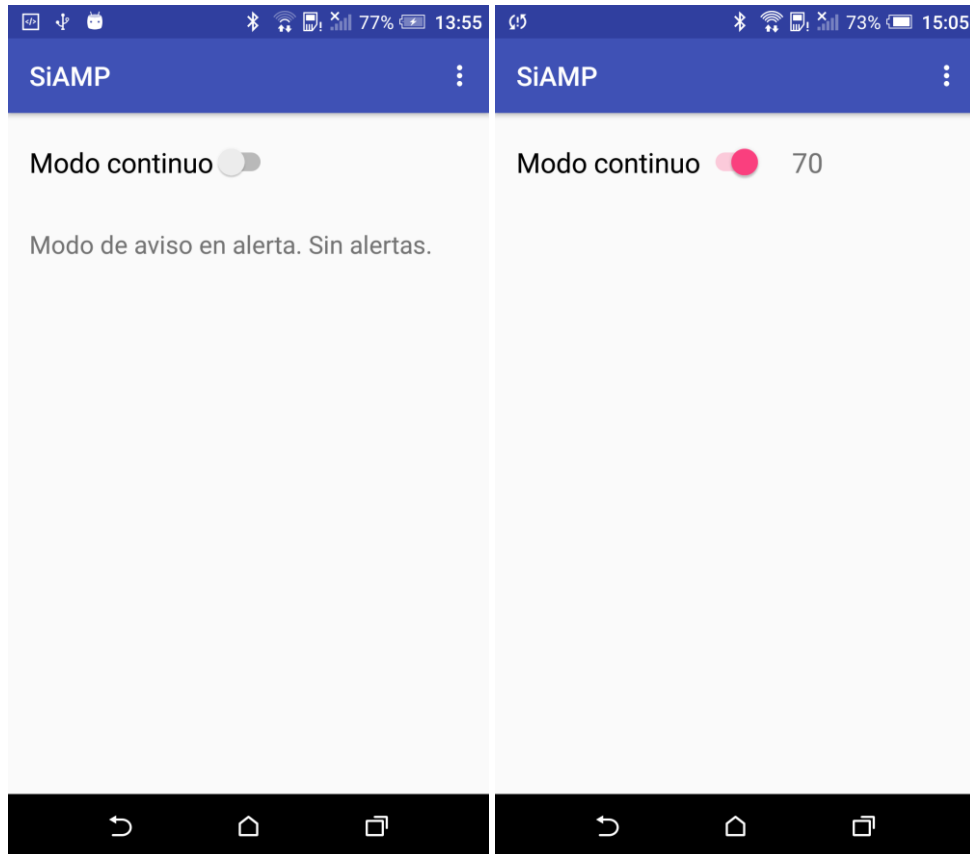 77% 13:55
SiAMP
Modo continuo
Modo de aviso en alerta. Sin alertas.
73% 15:05
SiAMP
Modo continuo 70